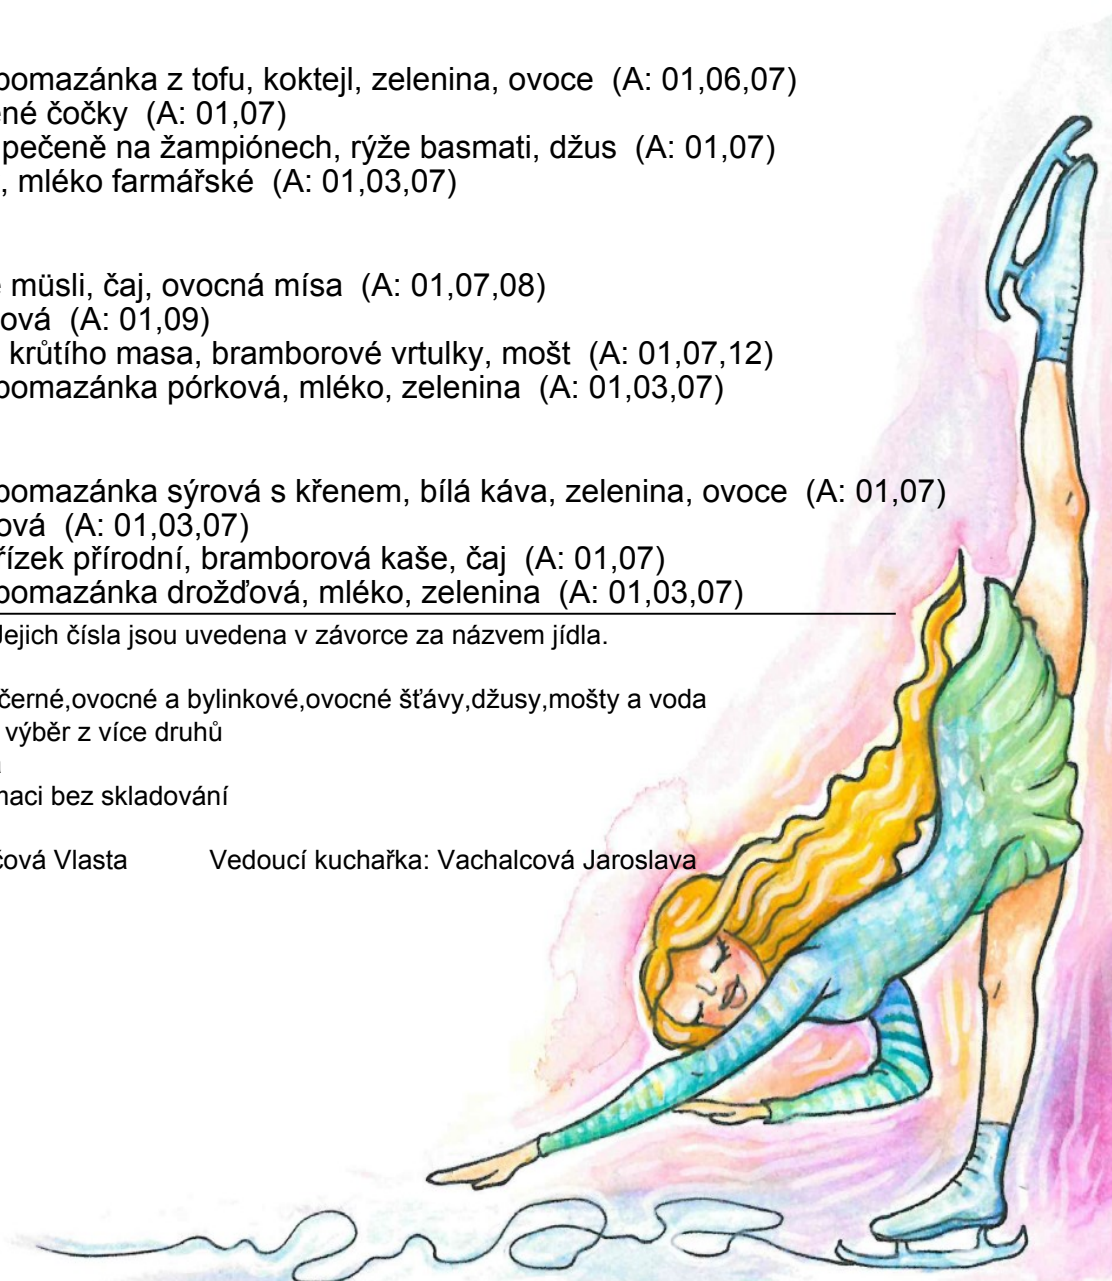 pomazánka z tofu, koktejl, zelenina, ovoce (A: 01,06,07)
ené čočky (A: 01,07)
pečeně na žampiónech, rýže basmati, džus (A: 01,07)
, mléko farmářské (A: 01,03,07)
müsli, čaj, ovocná mísa (A: 01,07,08)
ová (A: 01,09)
krůtího masa, bramborové vrtulky, mošt (A: 01,07,12)
pomazánka pórková, mléko, zelenina (A: 01,03,07)
pomazánka sýrová s křenem, bílá káva, zelenina, ovoce (A: 01,07)
ová (A: 01,03,07)
řízek přírodní, bramborová kaše, čaj (A: 01,07)
pomazánka drožďová, mléko, zelenina (A: 01,03,07)
Jejich čísla jsou uvedena v závorce za názvem jídla.
černé,ovocné a bylinkové,ovocné šťávy,džusy,mošty a voda
výběr z více druhů
maci bez skladování
čová Vlasta Vedoucí kuchařka: Vachalcová Jaroslava